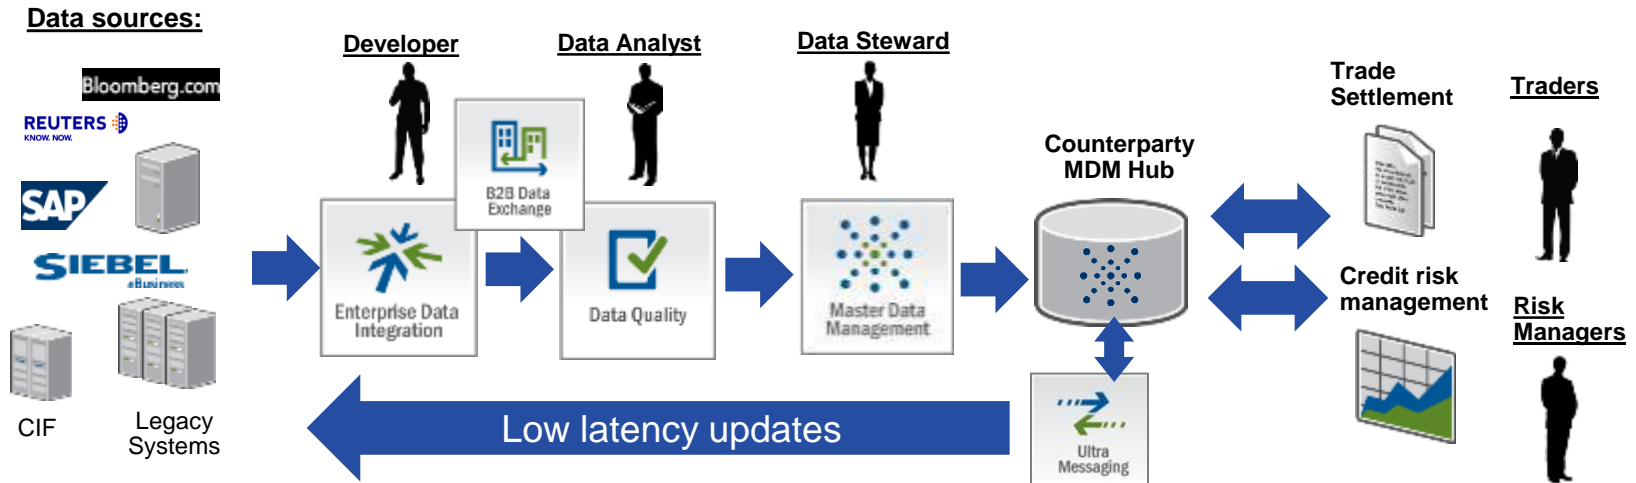 Data sources:
Bloomberg.com
REUTERS
KNOW. NOW.
SAP
SIEBEL
eBusiness
CIF
Legacy
Systems
Developer
Data Analyst
Data Steward
B2B Data
Exchange
Enterprise Data
Integration
Data Quality
Master Data
Management
Counterparty
MDM Hub
Ultra
Messaging
Low latency updates
Trade
Settlement
Traders
Credit risk
management
Risk
Managers